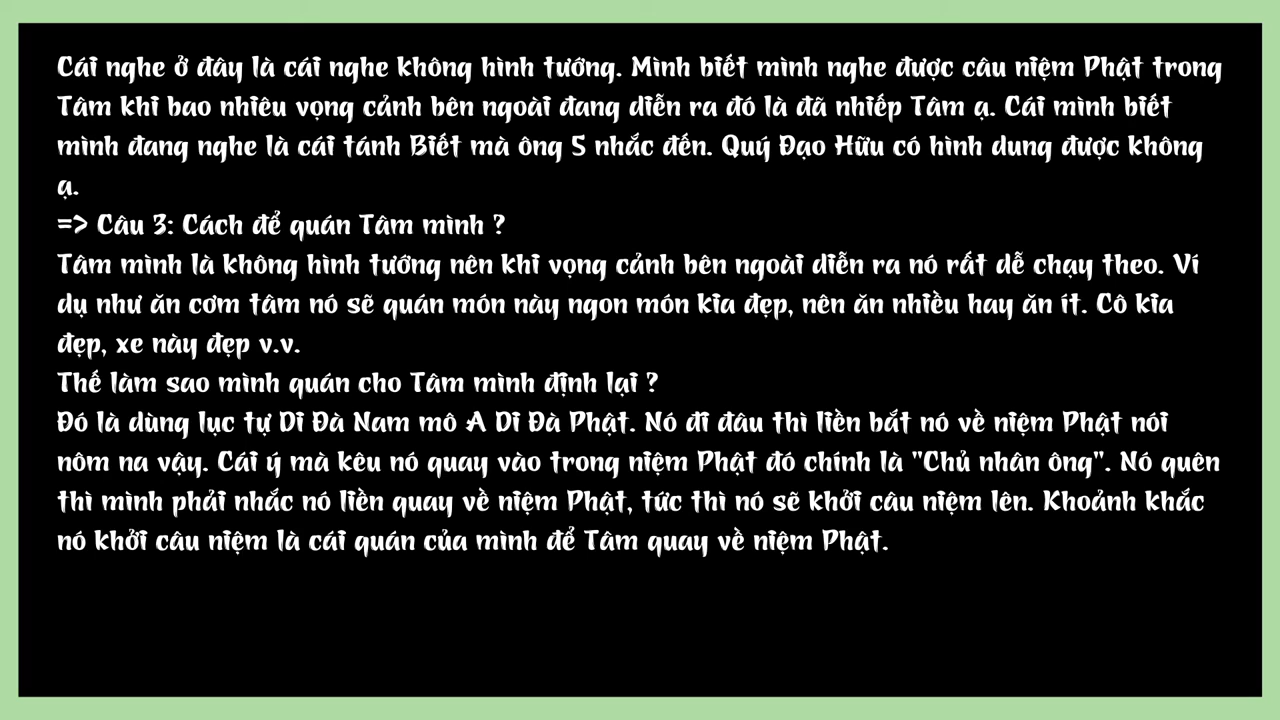 Cái nghe ở đây là cái nghe không hình tướng. Mình biết mình nghe được câu niệm Phật trong
Tâm khi bao nhiêu vọng cảnh bên ngoài đang diễn ra đó là đã nhiếp Tâm ạ. Cái mình biết
mình đang nghe là cái tánh Biết mà ông 5 nhắc đến. Quý Đạo Hữu có hình dung được không
ạ.
=> Câu 3: Cách để quán Tâm mình ?
Tâm mình là không hình tướng nên khi vọng cảnh bên ngoài diễn ra nó rất dễ chạy theo. Ví
dụ như ăn cơm tâm nó sẽ quán món này ngon món kia đẹp, nên ăn nhiều hay ăn ít. Cô kia
đẹp, xe này đẹp v.v.
Thế làm sao mình quán cho Tâm mình định lại ?
Đó là dùng lục tự Di Đà Nam mô A Di Đà Phật. Nó đi đâu thì liền bắt nó về niệm Phật nói
nôm na vậy. Cái ý mà kêu nó quay vào trong niệm Phật đó chính là "Chủ nhân ông". Nó quên
thì mình phải nhắc nó liền quay về niệm Phật, tức thì nó sẽ khởi câu niệm lên. Khoảnh khắc
nó khởi câu niệm là cái quán của mình để Tâm quay về niệm Phật.